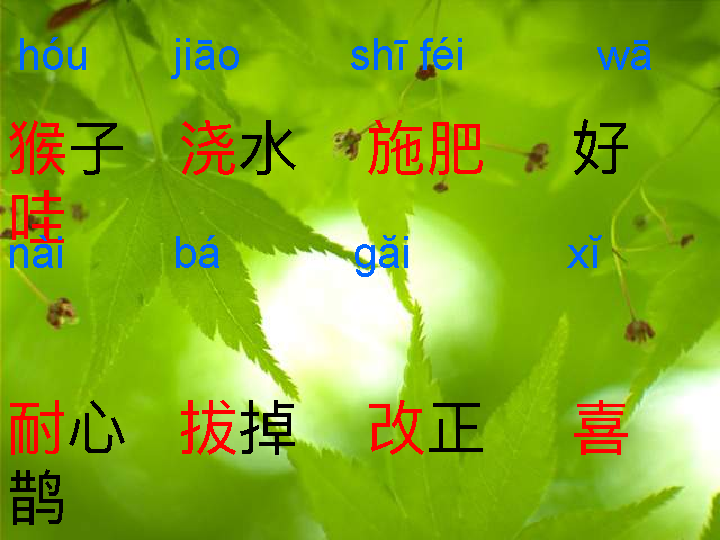 hóu jiāo shī féi wā
猴子 浇水 施肥 好
哇
nài bá gǎi xǐ
耐心 拔掉 改正 喜
鹊